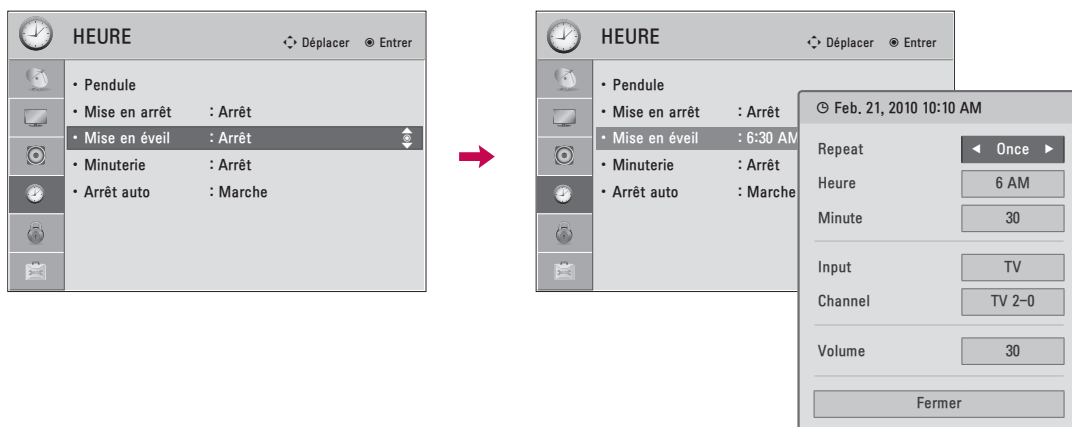 HEURE
Déplacer Entrer
• Pendule
• Mise en arrêt : Arrêt
• Mise en éveil : Arrêt
• Minuterie : Arrêt
• Arrêt auto : Marche
HEURE
Déplacer Entrer
• Pendule
• Mise en arrêt : Arrêt
• Mise en éveil : 6:30 AM
• Minuterie : Arrêt
• Arrêt auto : Marche
Feb. 21, 2010 10:10 AM
Repeat ◄ Once ►
Heure 6 AM
Minute 30
Input TV
Channel TV 2-0
Volume 30
Fermer